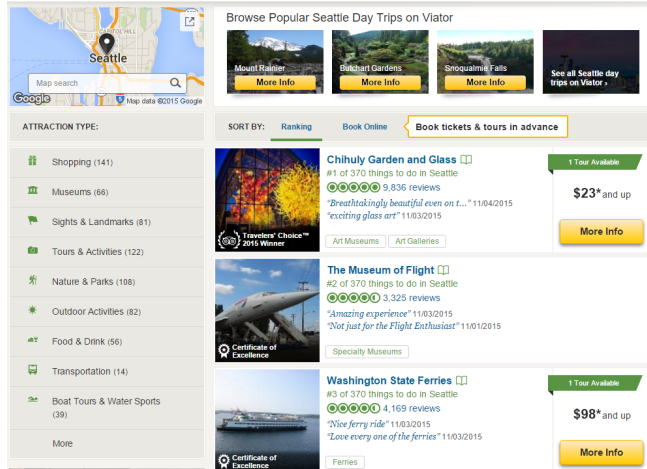 CAPITOL HILL
Seattle
Map search
Google
Map data ©2015 Google
Browse Popular Seattle Day Trips on Viator
Mount Rainier
More Info
Butchart Gardens
More Info
Snoqualmie Falls
More Info
See all Seattle day
trips on Viator ›
ATTRACTION TYPE:
Shopping (141)
Museums (66)
Sights & Landmarks (81)
Tours & Activities (122)
Nature & Parks (108)
Outdoor Activities (82)
Food & Drink (56)
Transportation (14)
Boat Tours & Water Sports
(39)
More
SORT BY: Ranking Book Online Book tickets & tours in advance
Chihuly Garden and Glass
#1 of 370 things to do in Seattle
9,836 reviews
"Breathtakingly beautiful even on t..." 11/04/2015
"exciting glass art" 11/03/2015
Art Museums Art Galleries
Travelers' Choice™
2015 Winner
1 Tour Available
$23* and up
More Info
The Museum of Flight
#2 of 370 things to do in Seattle
3,325 reviews
"Amazing experience" 11/03/2015
"Not just for the Flight Enthusiast" 11/01/2015
Specialty Museums
Certificate of
Excellence
Washington State Ferries
#3 of 370 things to do in Seattle
4,169 reviews
"Nice ferry ride" 11/03/2015
"Love every one of the ferries" 11/03/2015
Ferries
Certificate of
Excellence
1 Tour Available
$98* and up
More Info